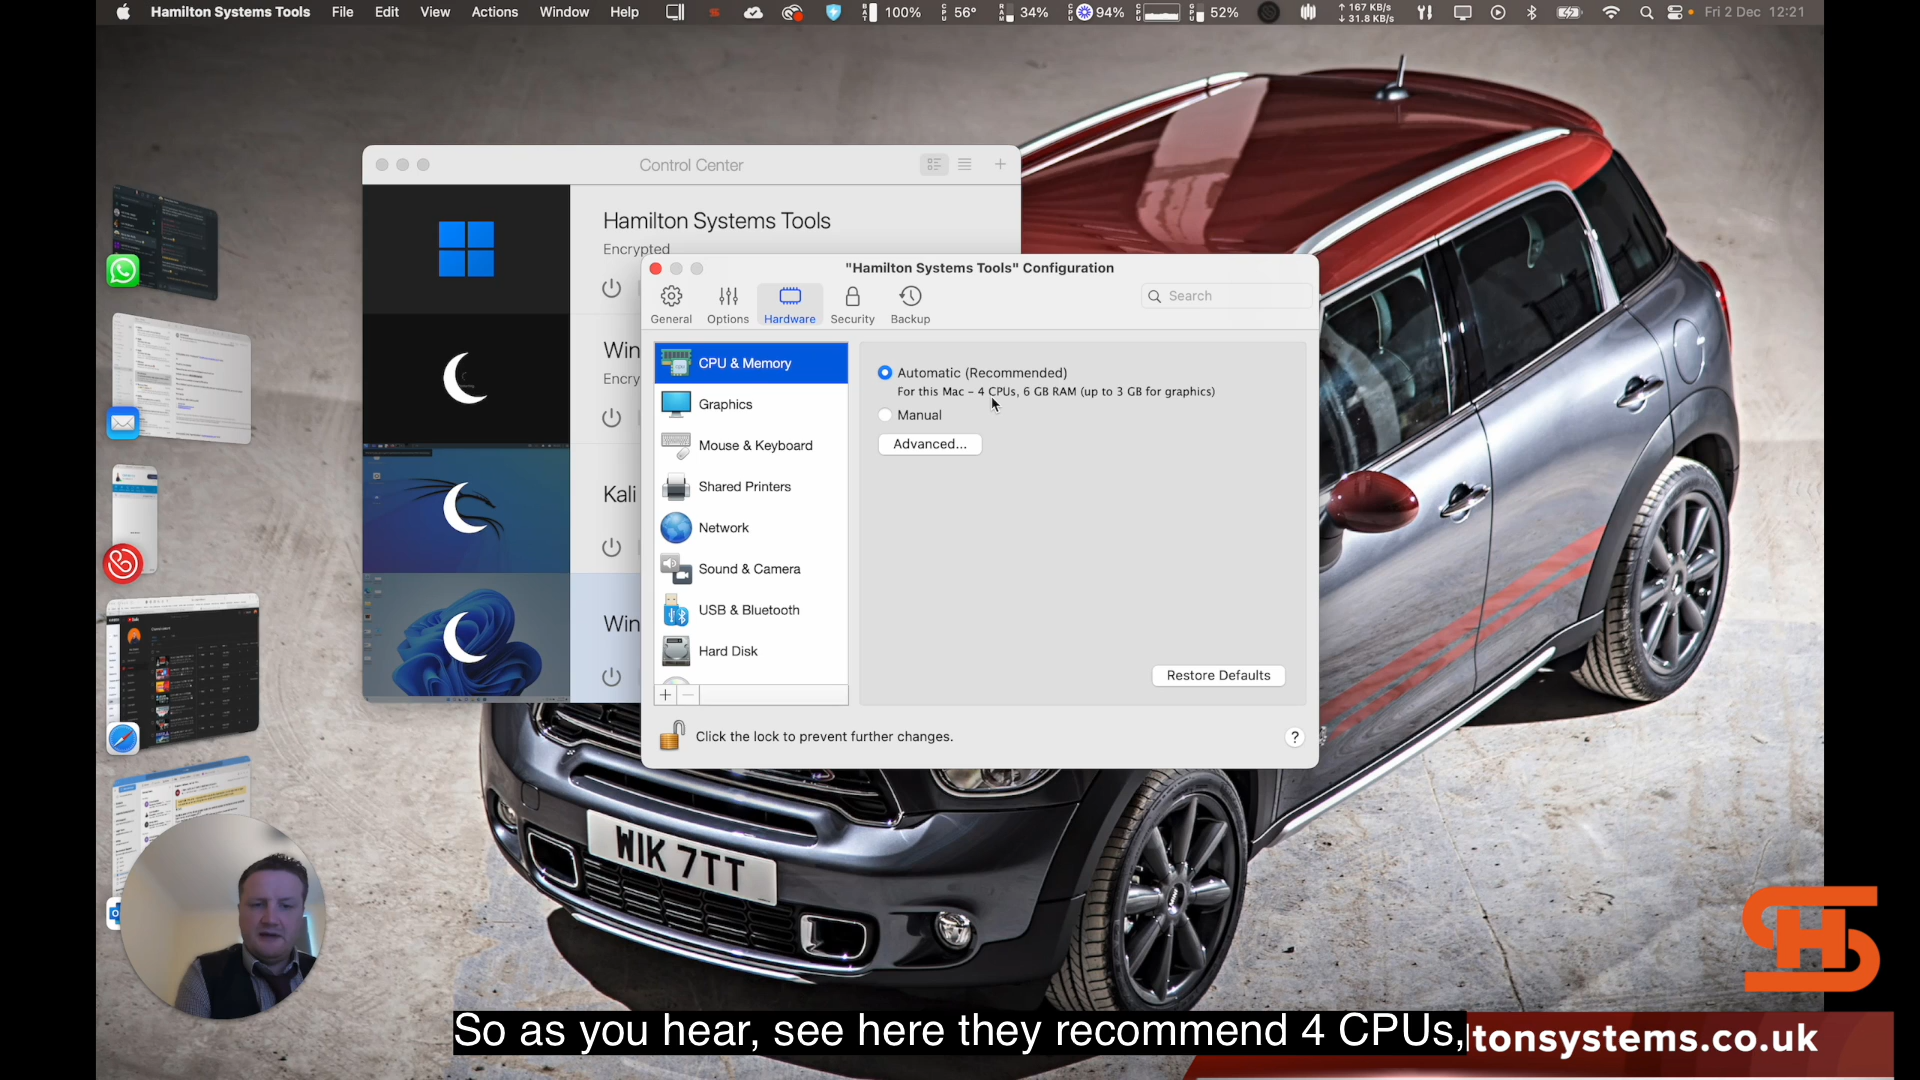 Hamilton Systems Tools File Edit View Actions Window Help 100% 56° 34% 94% 52% ↑ 167 KB/s ↓ 31.8 KB/s Fri 2 Dec 12:21
Control Center
Hamilton Systems Tools
Encrypted
Win
Encry
Kali
Win
"Hamilton Systems Tools" Configuration
General Options Hardware Security Backup
Search
CPU & Memory
Graphics
Mouse & Keyboard
Shared Printers
Network
Sound & Camera
USB & Bluetooth
Hard Disk
Automatic (Recommended)
For this Mac – 4 CPUs, 6 GB RAM (up to 3 GB for graphics)
Manual
Advanced...
Restore Defaults
Click the lock to prevent further changes.
?
W1K 7TT
So as you hear, see here they recommend 4 CPUs,
ltonsystems.co.uk